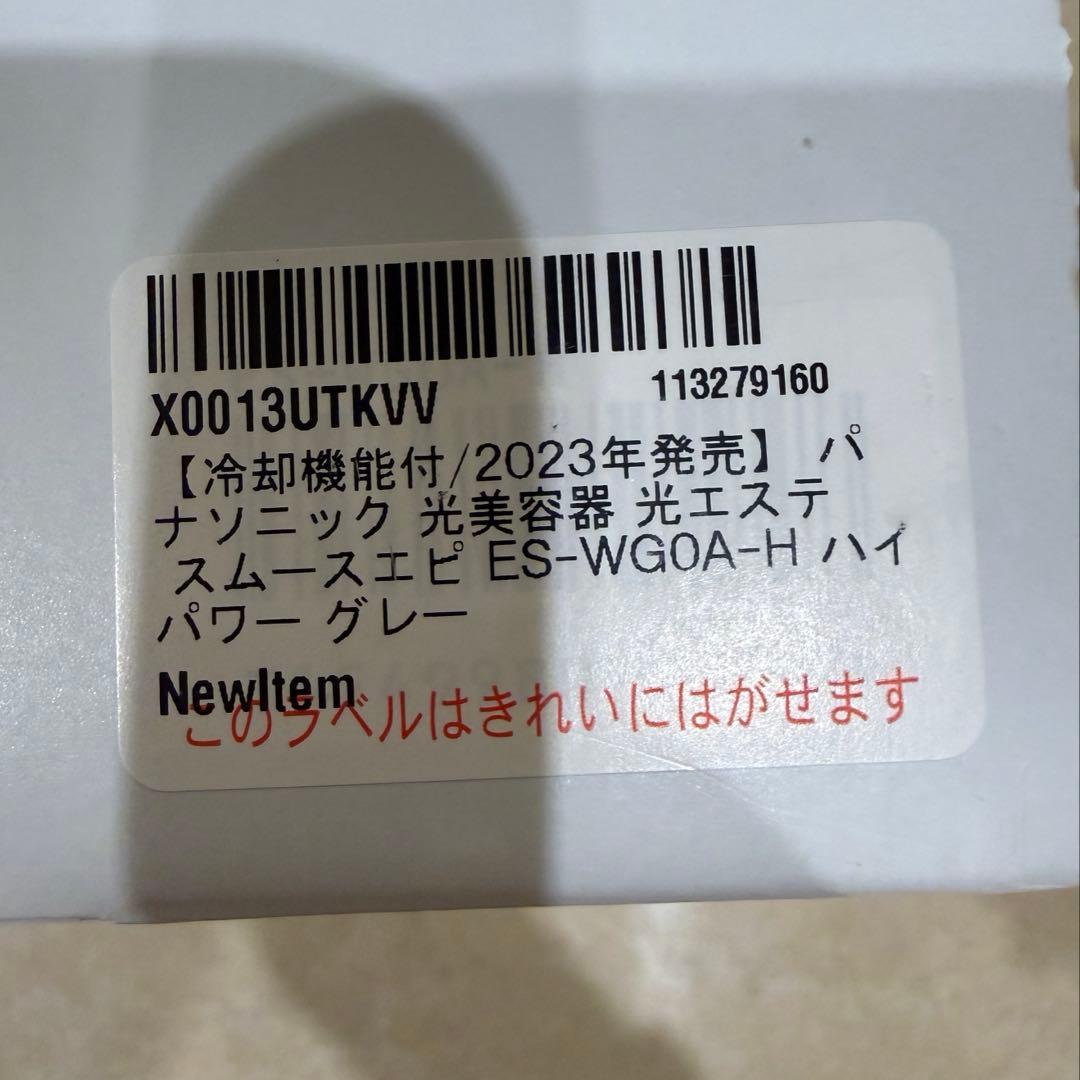 X0013UTKVV 113279160
【冷却機能付/2023年発売】 パ
ナソニック 光美容器 光エステ
スムースエピ ES-WG0A-H ハイ
パワー グレー
NewItem
このラベルはきれいにはがせます